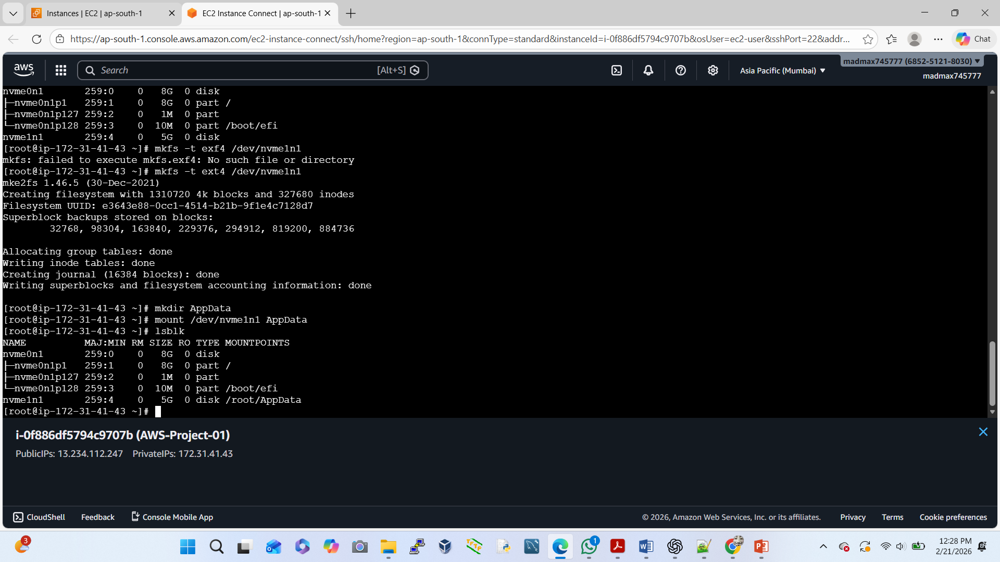 Instances | EC2 | ap-south-1
EC2 Instance Connect | ap-south-1
https://ap-south-1.console.aws.amazon.com/ec2-instance-connect/ssh/home?region=ap-south-1&connType=standard&instanceId=i-0f886df5794c9707b&osUser=ec2-user&sshPort=22&addr...
Chat
aws
Search
[Alt+S]
Asia Pacific (Mumbai)
madmax745777 (6852-5121-8030)
madmax745777
nvme0n1       259:0    0   8G  0 disk
├─nvme0n1p1   259:1    0   8G  0 part /
├─nvme0n1p127 259:2    0   1M  0 part
└─nvme0n1p128 259:3    0  10M  0 part /boot/efi
nvme1n1       259:4    0   5G  0 disk
[root@ip-172-31-41-43 ~]# mkfs -t exf4 /dev/nvme1n1
mkfs: failed to execute mkfs.exf4: No such file or directory
[root@ip-172-31-41-43 ~]# mkfs -t ext4 /dev/nvme1n1
mke2fs 1.46.5 (30-Dec-2021)
Creating filesystem with 1310720 4k blocks and 327680 inodes
Filesystem UUID: e3643e88-0cc1-4514-b21b-9f1e4c7128d7
Superblock backups stored on blocks:
        32768, 98304, 163840, 229376, 294912, 819200, 884736
Allocating group tables: done
Writing inode tables: done
Creating journal (16384 blocks): done
Writing superblocks and filesystem accounting information: done
[root@ip-172-31-41-43 ~]# mkdir AppData
[root@ip-172-31-41-43 ~]# mount /dev/nvme1n1 AppData
[root@ip-172-31-41-43 ~]# lsblk
NAME          MAJ:MIN RM SIZE RO TYPE MOUNTPOINTS
nvme0n1       259:0    0   8G  0 disk
├─nvme0n1p1   259:1    0   8G  0 part /
├─nvme0n1p127 259:2    0   1M  0 part
└─nvme0n1p128 259:3    0  10M  0 part /boot/efi
nvme1n1       259:4    0   5G  0 disk /root/AppData
[root@ip-172-31-41-43 ~]#
i-0f886df5794c9707b (AWS-Project-01)
PublicIPs: 13.234.112.247    PrivateIPs: 172.31.41.43
CloudShell
Feedback
Console Mobile App
© 2026, Amazon Web Services, Inc. or its affiliates.
Privacy
Terms
Cookie preferences
3
TFTP
1
12:28 PM
2/21/2026